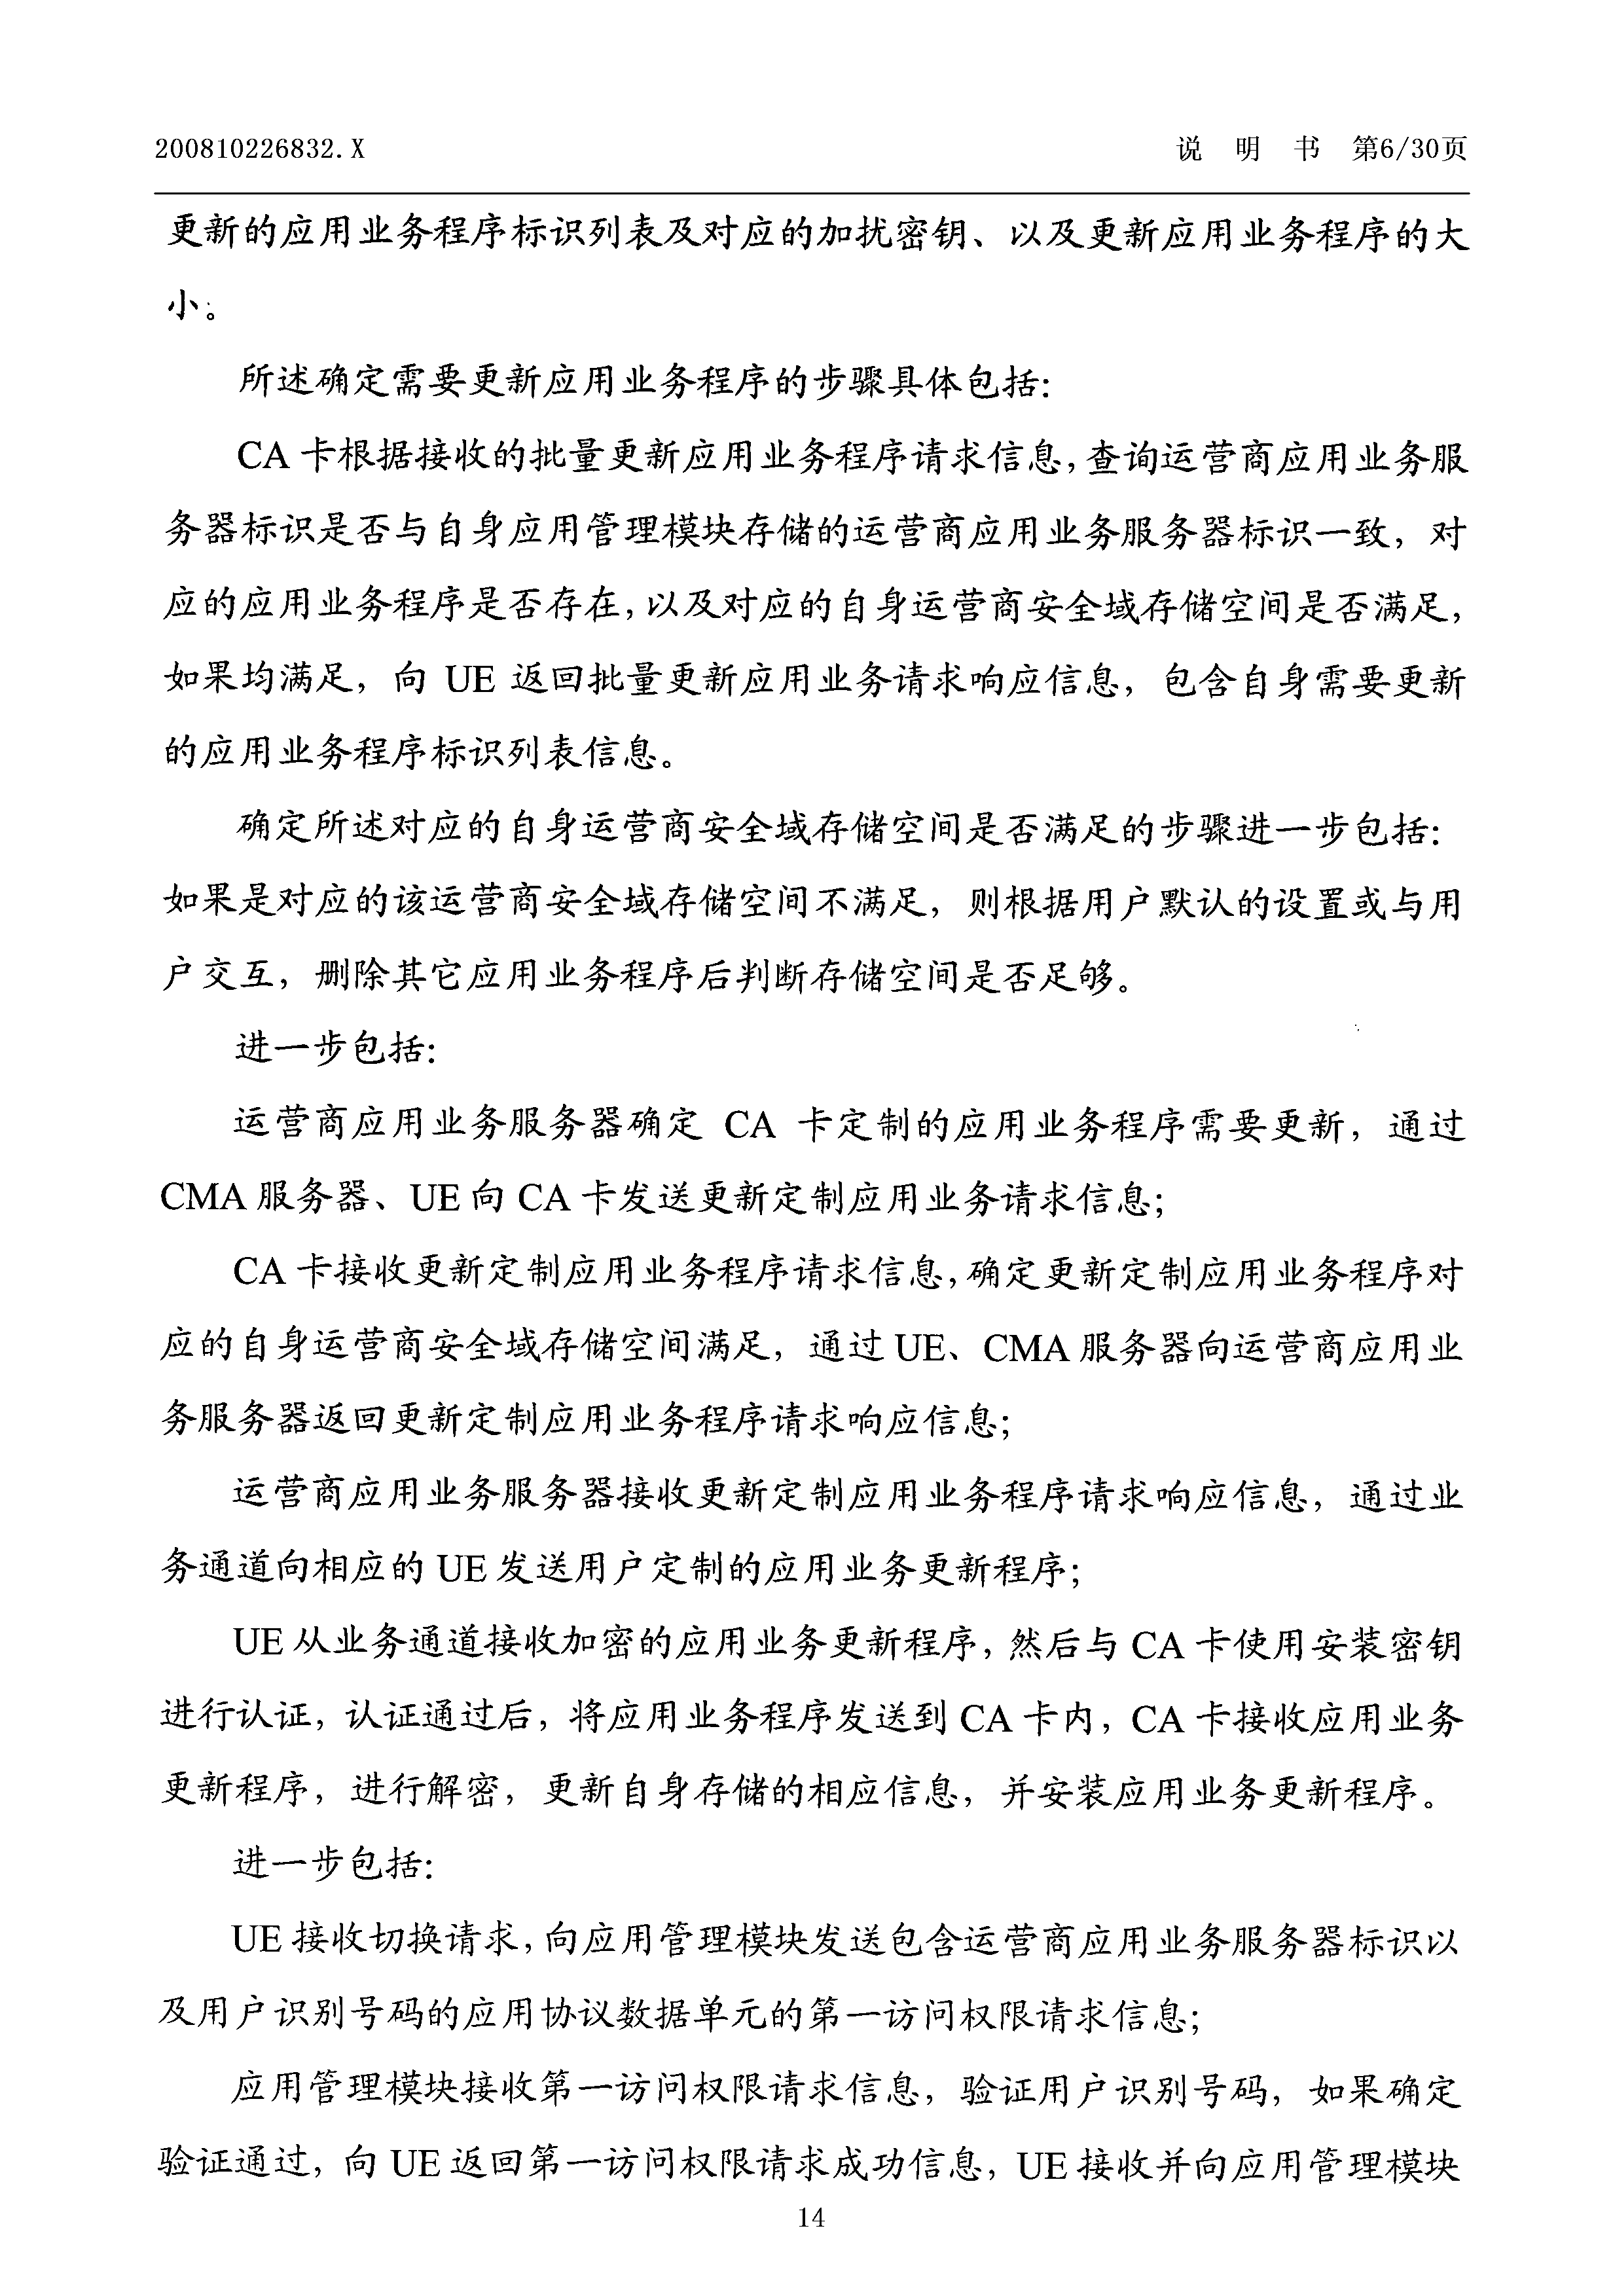 200810226832.X 说 明 书 第6/30页
更新的应用业务程序标识列表及对应的加扰密钥、以及更新应用业务程序的大
小。
所述确定需要更新应用业务程序的步骤具体包括：
CA 卡根据接收的批量更新应用业务程序请求信息，查询运营商应用业务服
务器标识是否与自身应用管理模块存储的运营商应用业务服务器标识一致，对
应的应用业务程序是否存在，以及对应的自身运营商安全域存储空间是否满足，
如果均满足，向 UE 返回批量更新应用业务请求响应信息，包含自身需要更新
的应用业务程序标识列表信息。
确定所述对应的自身运营商安全域存储空间是否满足的步骤进一步包括：
如果是对应的该运营商安全域存储空间不满足，则根据用户默认的设置或与用
户交互，删除其它应用业务程序后判断存储空间是否足够。
进一步包括：
运营商应用业务服务器确定 CA 卡定制的应用业务程序需要更新，通过
CMA 服务器、UE 向 CA 卡发送更新定制应用业务请求信息；
CA 卡接收更新定制应用业务程序请求信息，确定更新定制应用业务程序对
应的自身运营商安全域存储空间满足，通过 UE、CMA 服务器向运营商应用业
务服务器返回更新定制应用业务程序请求响应信息；
运营商应用业务服务器接收更新定制应用业务程序请求响应信息，通过业
务通道向相应的 UE 发送用户定制的应用业务更新程序；
UE 从业务通道接收加密的应用业务更新程序，然后与 CA 卡使用安装密钥
进行认证，认证通过后，将应用业务程序发送到 CA 卡内，CA 卡接收应用业务
更新程序，进行解密，更新自身存储的相应信息，并安装应用业务更新程序。
进一步包括：
UE 接收切换请求，向应用管理模块发送包含运营商应用业务服务器标识以
及用户识别号码的应用协议数据单元的第一访问权限请求信息；
应用管理模块接收第一访问权限请求信息，验证用户识别号码，如果确定
验证通过，向 UE 返回第一访问权限请求成功信息，UE 接收并向应用管理模块
14